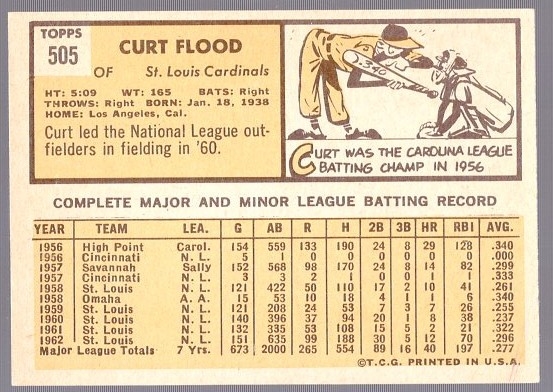 TOPPS
505
CURT FLOOD
OF St. Louis Cardinals
HT: 5:09 WT: 165 BATS: Right
THROWS: Right BORN: Jan. 18, 1938
HOME: Los Angeles, Cal.
Curt led the National League out-
fielders in fielding in '60.
.340
CURT WAS THE CAROLINA LEAGUE
BATTING CHAMP IN 1956
COMPLETE MAJOR AND MINOR LEAGUE BATTING RECORD
YEAR TEAM LEA. G AB R H 2B 3B HR RBI AVG.
1956 High Point Carol. 154 559 133 190 24 8 29 128 .340
1956 Cincinnati N. L. 5 1 0 0 0 0 0 0 .000
1957 Savannah Sally 152 568 98 170 24 8 14 82 .299
1957 Cincinnati N. L. 3 3 2 1 0 0 1 1 .333
1958 St. Louis N. L. 121 422 50 110 17 2 8 41 .261
1958 Omaha A. A. 15 53 10 18 4 1 1 6 .340
1959 St. Louis N. L. 121 208 24 53 7 3 7 26 .255
1960 St. Louis N. L. 140 396 37 94 20 1 8 38 .237
1961 St. Louis N. L. 132 335 53 108 15 5 2 21 .322
1962 St. Louis N. L. 151 635 99 188 30 5 12 70 .296
Major League Totals 7 Yrs. 673 2000 265 554 89 16 40 197 .277
©T.C.G. PRINTED IN U.S.A.